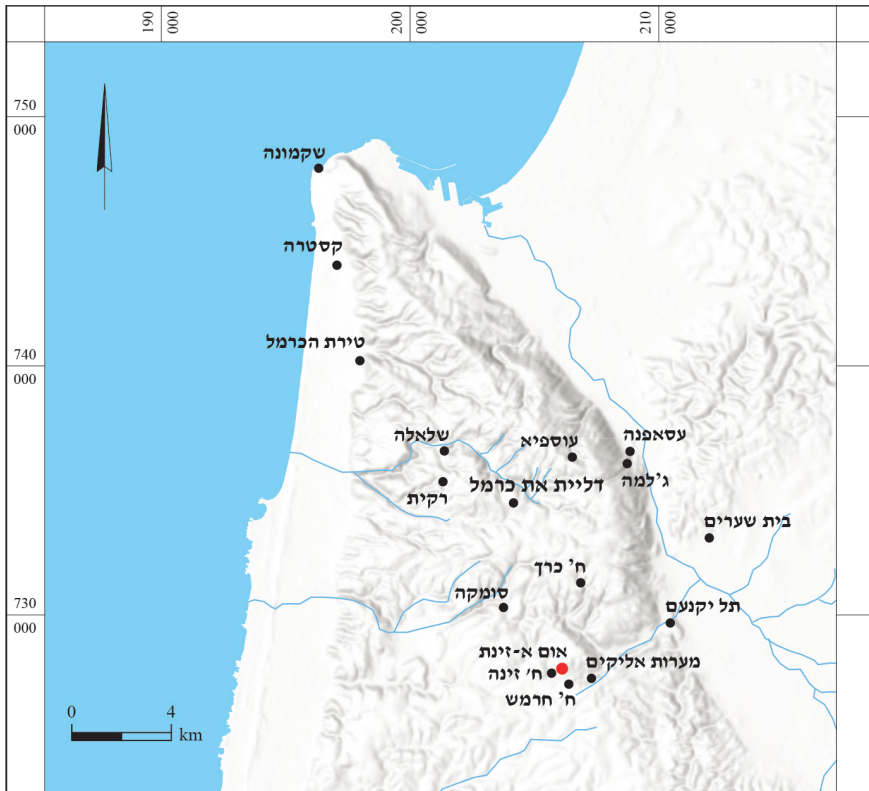 190
000
200
000
210
000
750
000
שקמונה
קסטרה
טירת הכרמל
740
000
שלאלה
עוספיא
עסאפנה
ג'למה
רקית
דליית את כרמל
בית שערים
ח' כרך
סומקה
תל יקנעם
730
000
אום א-זינת
מערות אליקים
ח' זינה
ח' חרמש
0
4
km